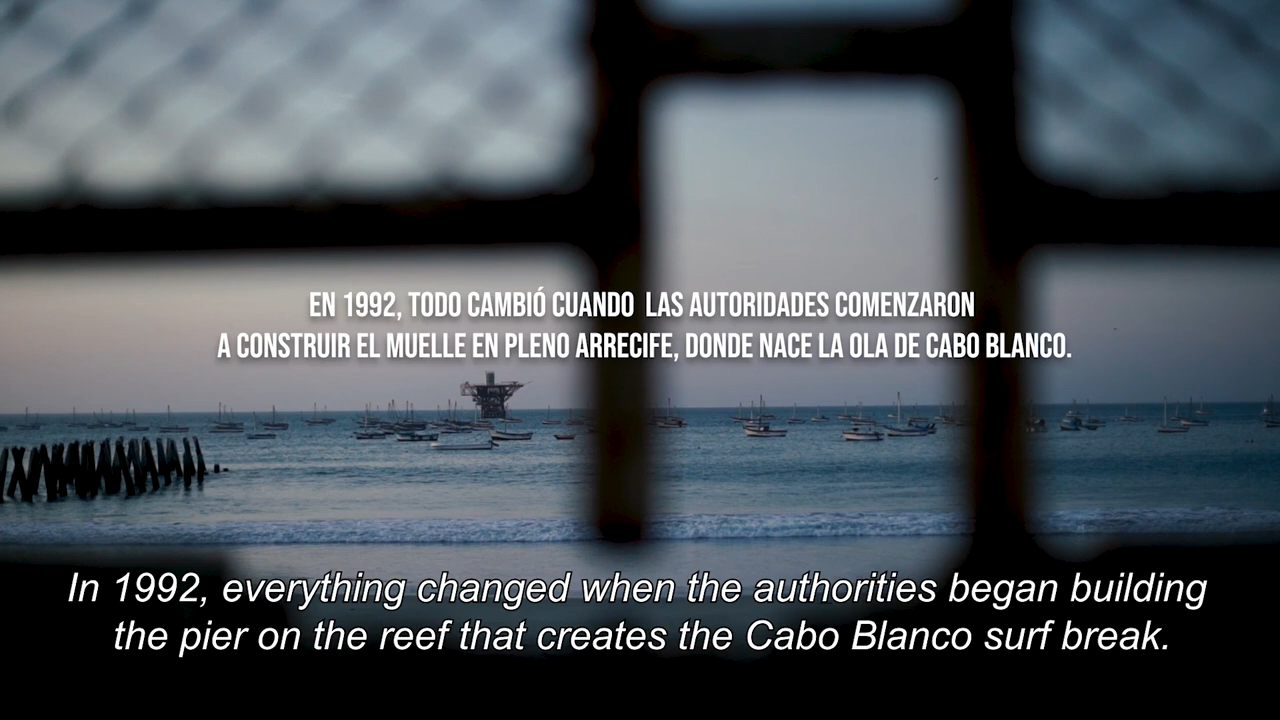 EN 1992, TODO CAMBIÓ CUANDO LAS AUTORIDADES COMENZARON
A CONSTRUIR EL MUELLE EN PLENO ARRECIFE, DONDE NACE LA OLA DE CABO BLANCO.
In 1992, everything changed when the authorities began building
the pier on the reef that creates the Cabo Blanco surf break.